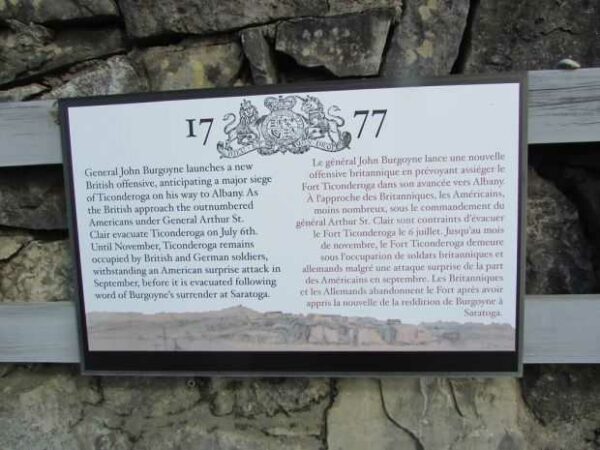 17 77
General John Burgoyne launches a new
British offensive, anticipating a major siege
of Ticonderoga on his way to Albany. As
the British approach the outnumbered
Americans under General Arthur St.
Clair evacuate Ticonderoga on July 6th.
Until November, Ticonderoga remains
occupied by British and German soldiers,
withstanding an American surprise attack in
September, before it is evacuated following
word of Burgoyne's surrender at Saratoga.
Le général John Burgoyne lance une nouvelle
offensive britannique en prévoyant assiéger le
Fort Ticonderoga dans son avancée vers Albany.
À l'approche des Britanniques, les Américains,
moins nombreux, sous le commandement du
général Arthur St. Clair sont contraints d'évacuer
le Fort Ticonderoga le 6 juillet. Jusqu'au mois
de novembre, le Fort Ticonderoga demeure
sous l'occupation de soldats britanniques et
allemands malgré une attaque surprise de la part
des Américains en septembre. Les Britanniques
et les Allemands abandonnent le Fort après avoir
appris la nouvelle de la reddition de Burgoyne à
Saratoga.